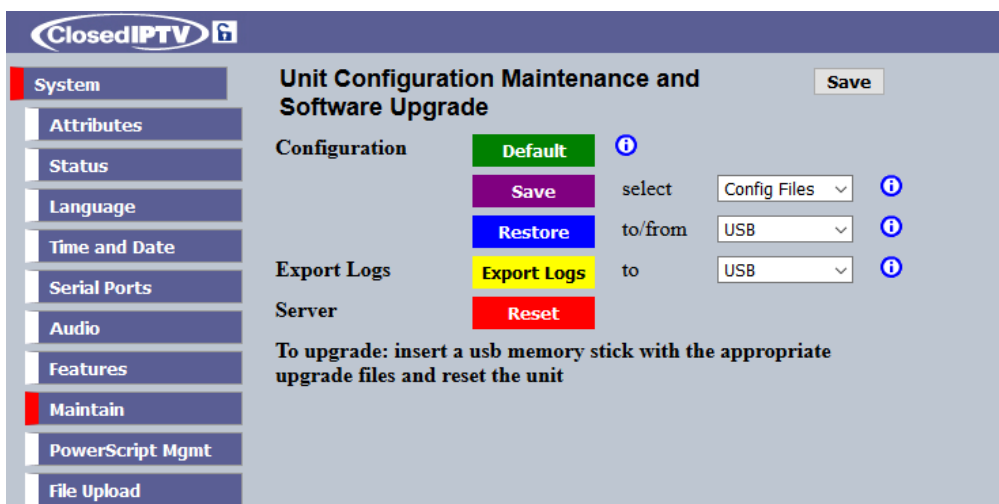 ClosedIPTV
System
Attributes
Status
Language
Time and Date
Serial Ports
Audio
Features
Maintain
PowerScript Mgmt
File Upload
Unit Configuration Maintenance and
Software Upgrade
Save
Configuration Default
Save select Config Files
Restore to/from USB
Export Logs Export Logs to USB
Server Reset
To upgrade: insert a usb memory stick with the appropriate
upgrade files and reset the unit